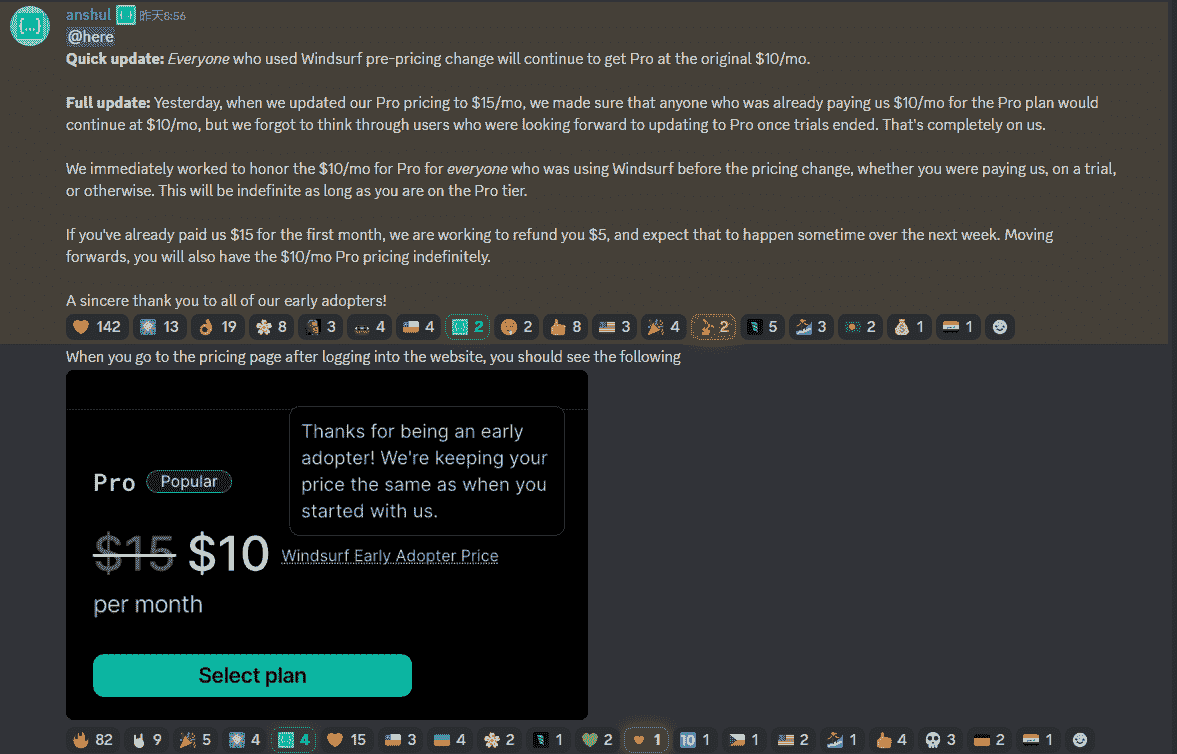 anshul 昨天8:56
@here
Quick update: Everyone who used Windsurf pre-pricing change will continue to get Pro at the original $10/mo.
Full update: Yesterday, when we updated our Pro pricing to $15/mo, we made sure that anyone who was already paying us $10/mo for the Pro plan would
continue at $10/mo, but we forgot to think through users who were looking forward to updating to Pro once trials ended. That's completely on us.
We immediately worked to honor the $10/mo for Pro for everyone who was using Windsurf before the pricing change, whether you were paying us, on a trial,
or otherwise. This will be indefinite as long as you are on the Pro tier.
If you've already paid us $15 for the first month, we are working to refund you $5, and expect that to happen sometime over the next week. Moving
forwards, you will also have the $10/mo Pro pricing indefinitely.
A sincere thank you to all of our early adopters!
142 13 19 8 3 4 4 2 2 8 3 4 2 5 3 2 1 1
When you go to the pricing page after logging into the website, you should see the following
Thanks for being an early
adopter! We're keeping your
price the same as when you
started with us.
Pro Popular
$15 $10 Windsurf Early Adopter Price
per month
Select plan
82 9 5 4 4 15 3 4 2 1 2 1 10 1 1 2 1 4 3 2 1